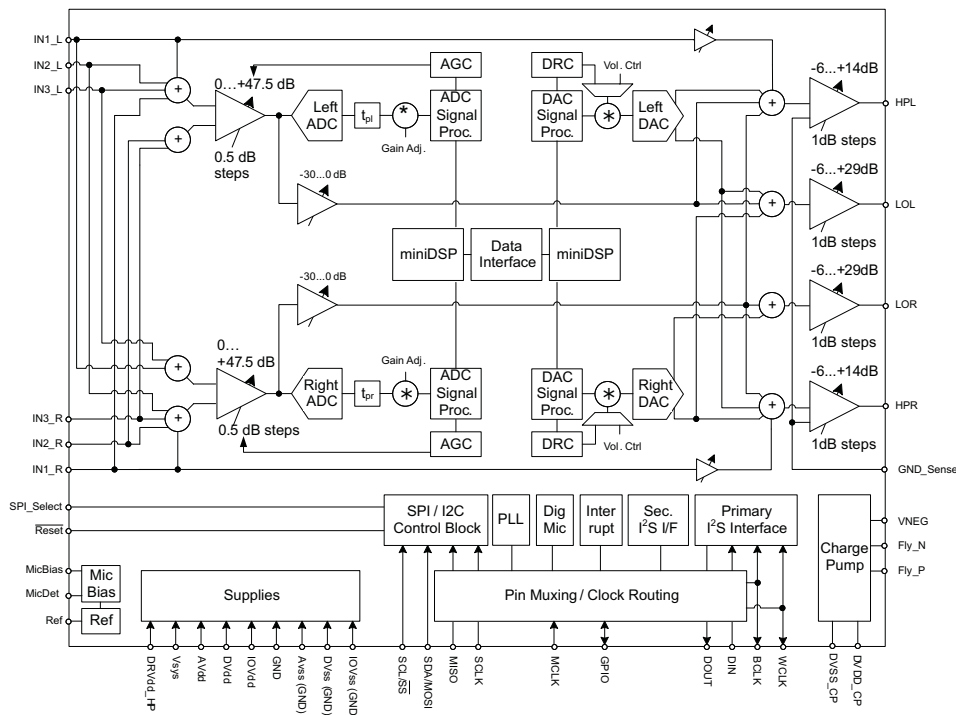 IN1_L
IN2_L
IN3_L
0…+47.5 dB
0.5 dB
steps
Left
ADC
tpl
*
Gain Adj.
AGC
ADC
Signal
Proc.
DRC
Vol. Ctrl
DAC
Signal
Proc.
*
Left
DAC
-6...+14dB
HPL
1dB steps
-30...0 dB
-6...+29dB
LOL
1dB steps
miniDSP
Data
Interface
miniDSP
-30...0 dB
-6...+29dB
LOR
1dB steps
0…
+47.5 dB
0.5 dB steps
Right
ADC
tpr
Gain Adj.
*
ADC
Signal
Proc.
AGC
DAC
Signal
Proc.
DRC
*
Vol. Ctrl
Right
DAC
-6...+14dB
HPR
1dB steps
IN3_R
IN2_R
IN1_R
GND_Sense
+
+
+
+
+
+
+
+
SPI_Select
Reset
SPI / I2C
Control Block
PLL
Dig
Mic
Inter
rupt
Sec.
I2S I/F
Primary
I2S Interface
Charge
Pump
VNEG
Fly_N
Fly_P
MicBias
MicDet
Ref
Mic
Bias
Ref
Supplies
Pin Muxing / Clock Routing
DRVdd_HP
Vsys
AVdd
DVdd
IOVdd
GND
Avss (GND)
DVss (GND)
IOVss (GND)
SCL/SS
SDA/MOSI
MISO
SCLK
MCLK
GPIO
DOUT
DIN
BCLK
WCLK
DVSS_CP
DVDD_CP